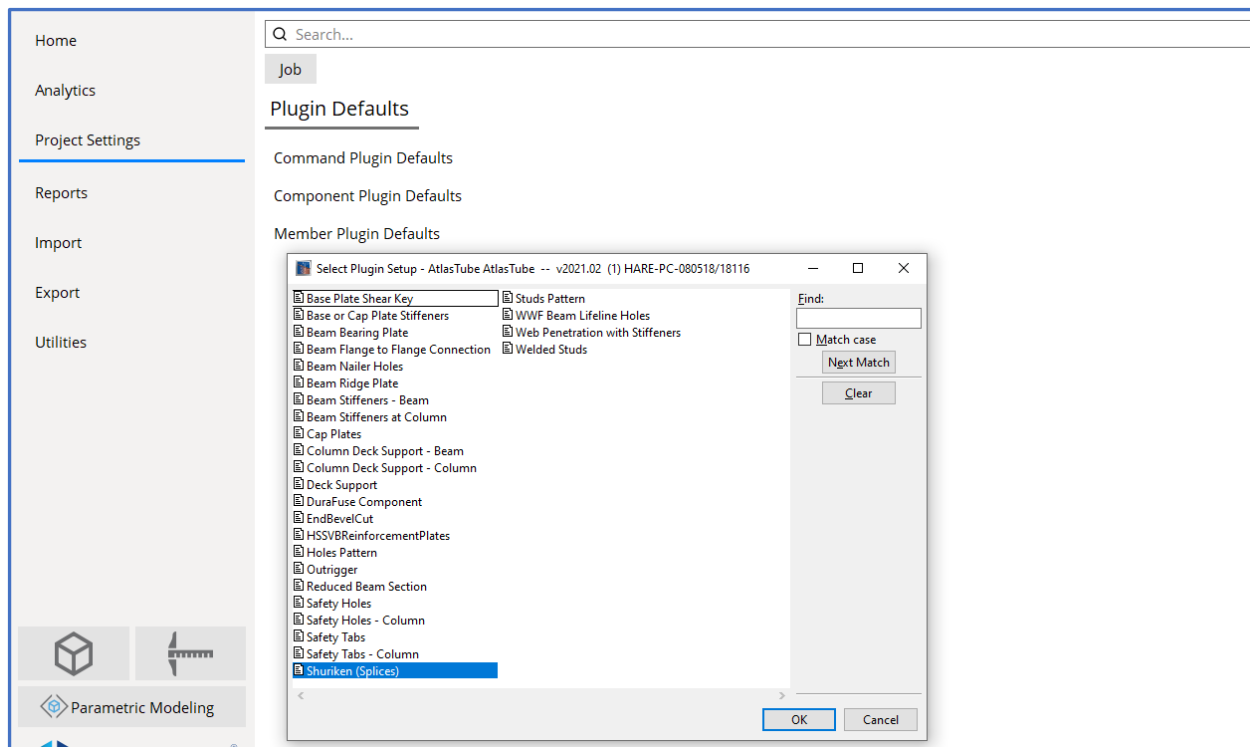 Home
Analytics
Project Settings
Reports
Import
Export
Utilities
Parametric Modeling
Search...
Job
Plugin Defaults
Command Plugin Defaults
Component Plugin Defaults
Member Plugin Defaults
Select Plugin Setup - AtlasTube AtlasTube -- v2021.02 (1) HARE-PC-080518/18116
Base Plate Shear Key
Base or Cap Plate Stiffeners
Beam Bearing Plate
Beam Flange to Flange Connection
Beam Nailer Holes
Beam Ridge Plate
Beam Stiffeners - Beam
Beam Stiffeners at Column
Cap Plates
Column Deck Support - Beam
Column Deck Support - Column
Deck Support
DuraFuse Component
EndBevelCut
HSSVBReinforcementPlates
Holes Pattern
Outrigger
Reduced Beam Section
Safety Holes
Safety Holes - Column
Safety Tabs
Safety Tabs - Column
Shuriken (Splices)
Studs Pattern
WWF Beam Lifeline Holes
Web Penetration with Stiffeners
Welded Studs
Find:
Match case
Next Match
Clear
OK
Cancel